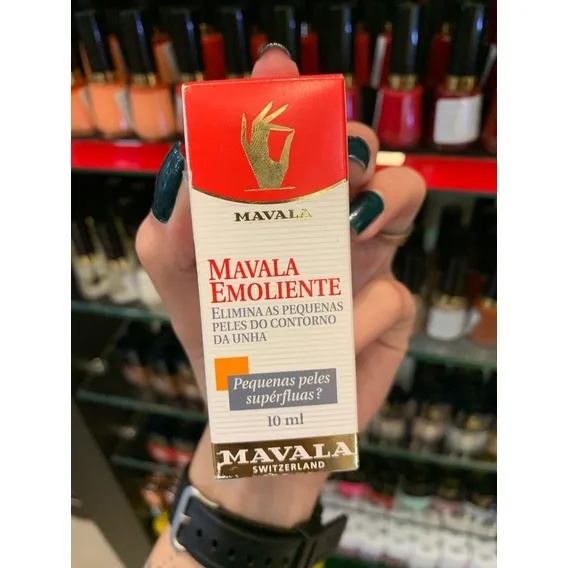 MAVALA
MAVALA
EMOLIENTE
ELIMINA AS PEQUENAS
PELES DO CONTORNO
DA UNHA
Pequenas peles
supérfluas?
10 ml
MAVALA
SWITZERLAND